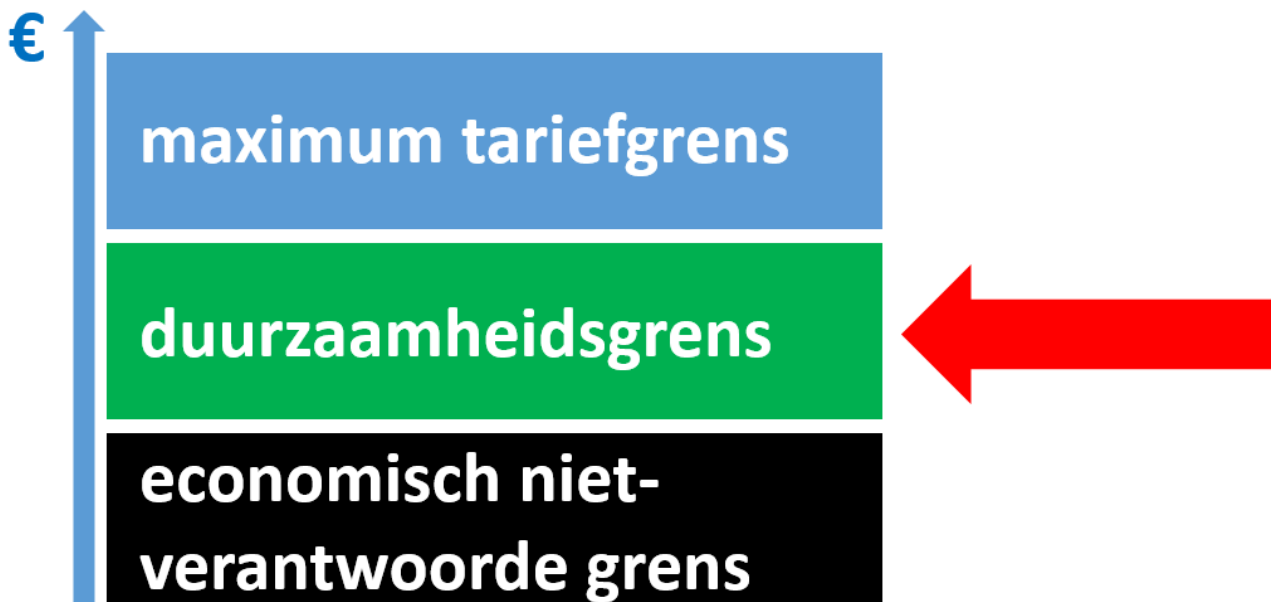 €
maximum tariefgrens
duurzaamheidsgrens
economisch niet-
verantwoorde grens